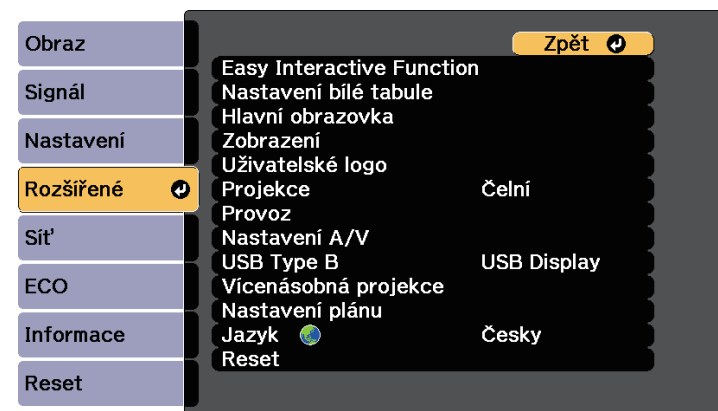 Obraz
Signál
Nastavení
Rozšířené
Síť
ECO
Informace
Reset
Zpět
Easy Interactive Function
Nastavení bílé tabule
Hlavní obrazovka
Zobrazení
Uživatelské logo
Projekce Čelní
Provoz
Nastavení A/V
USB Type B USB Display
Vícenásobná projekce
Nastavení plánu
Jazyk Česky
Reset